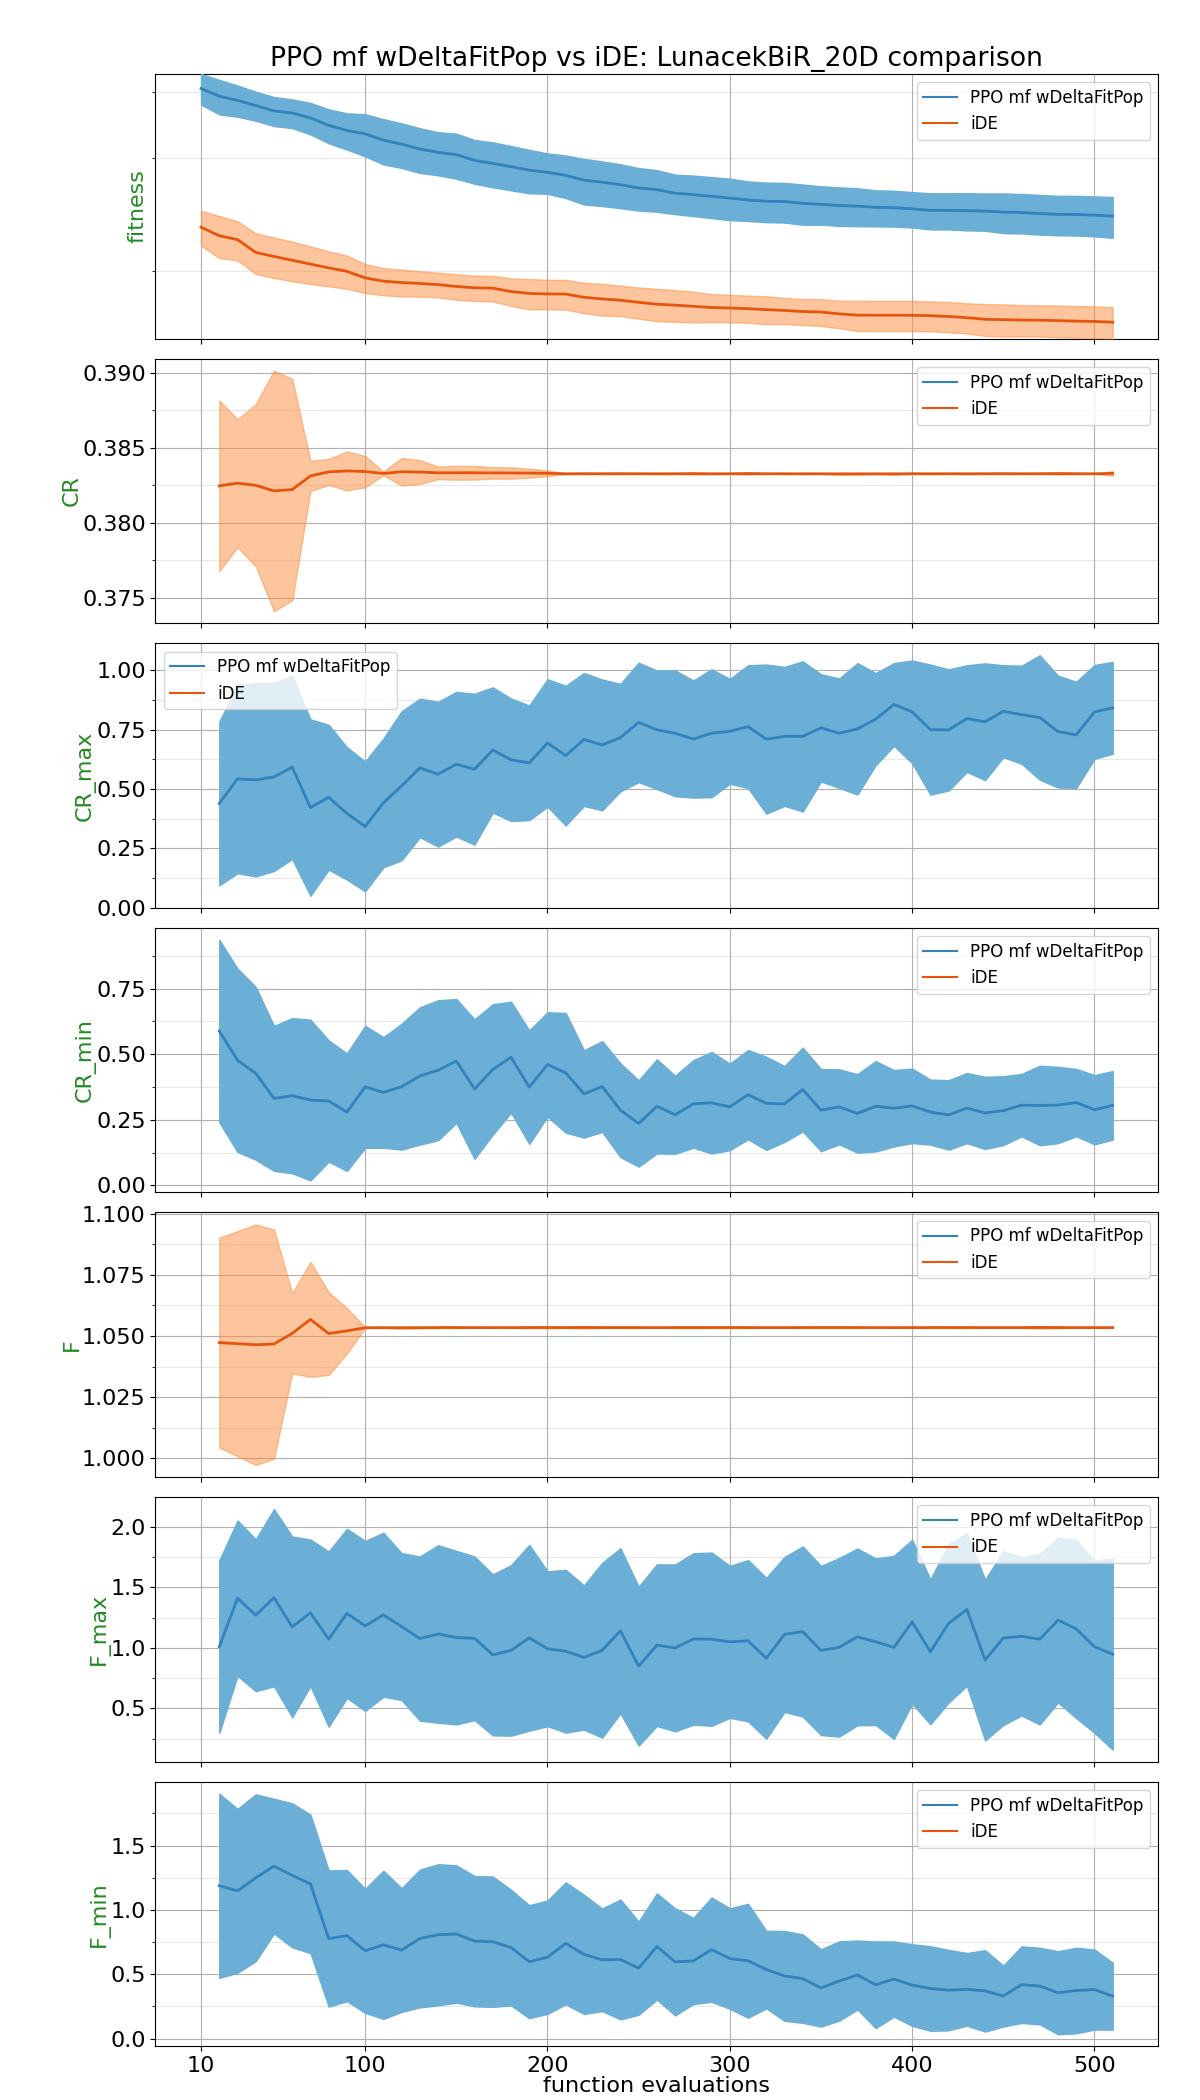 PPO mf wDeltaFitPop vs iDE: LunacekBiR_20D comparison
fitness
PPO mf wDeltaFitPop
iDE
CR
0.390
0.385
0.380
0.375
PPO mf wDeltaFitPop
iDE
CR_max
1.00
0.75
0.50
0.25
0.00
PPO mf wDeltaFitPop
iDE
CR_min
0.75
0.50
0.25
0.00
PPO mf wDeltaFitPop
iDE
F
1.100
1.075
1.050
1.025
1.000
PPO mf wDeltaFitPop
iDE
F_max
2.0
1.5
1.0
0.5
PPO mf wDeltaFitPop
iDE
F_min
1.5
1.0
0.5
0.0
PPO mf wDeltaFitPop
iDE
10 100 200 300 400 500
function evaluations